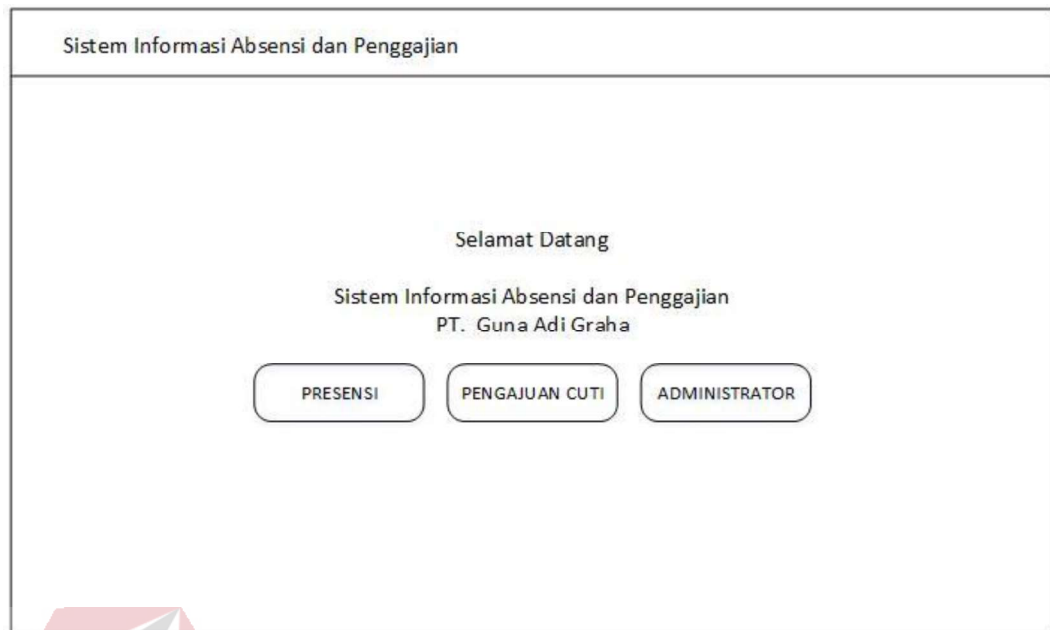 Sistem Informasi Absensi dan Penggajian
Selamat Datang
Sistem Informasi Absensi dan Penggajian
PT. Guna Adi Graha
PRESENSI
PENGAJUAN CUTI
ADMINISTRATOR